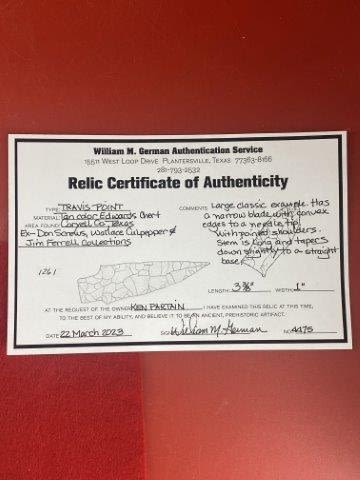 William M. German Authentication Service
15511 West Loop Drive Plantersville, Texas 77363-8166
281-793-2532
Relic Certificate of Authenticity
TYPE: Travis Point
MATERIAL: Tan color Edwards Chert
AREA FOUND: Coryell Co., Texas
Ex- Don Scrows, Wallace Culpepper &
Jim Ferrell Collections
COMMENTS: Large classic example. Has
a narrow blade with convex
edges to a needle tip
with pointed shoulders.
Stem is long and tapers
down slightly to a straight
base.
1261
LENGTH: 3 3/8" WIDTH: 1"
AT THE REQUEST OF THE OWNER Ken Partain, I HAVE EXAMINED THIS RELIC AT THIS TIME,
TO THE BEST OF MY ABILITY, AND BELIEVE IT TO BE AN ANCIENT, PREHISTORIC ARTIFACT.
DATE 22 March 2023 SIGNED William M. German NO. 4475